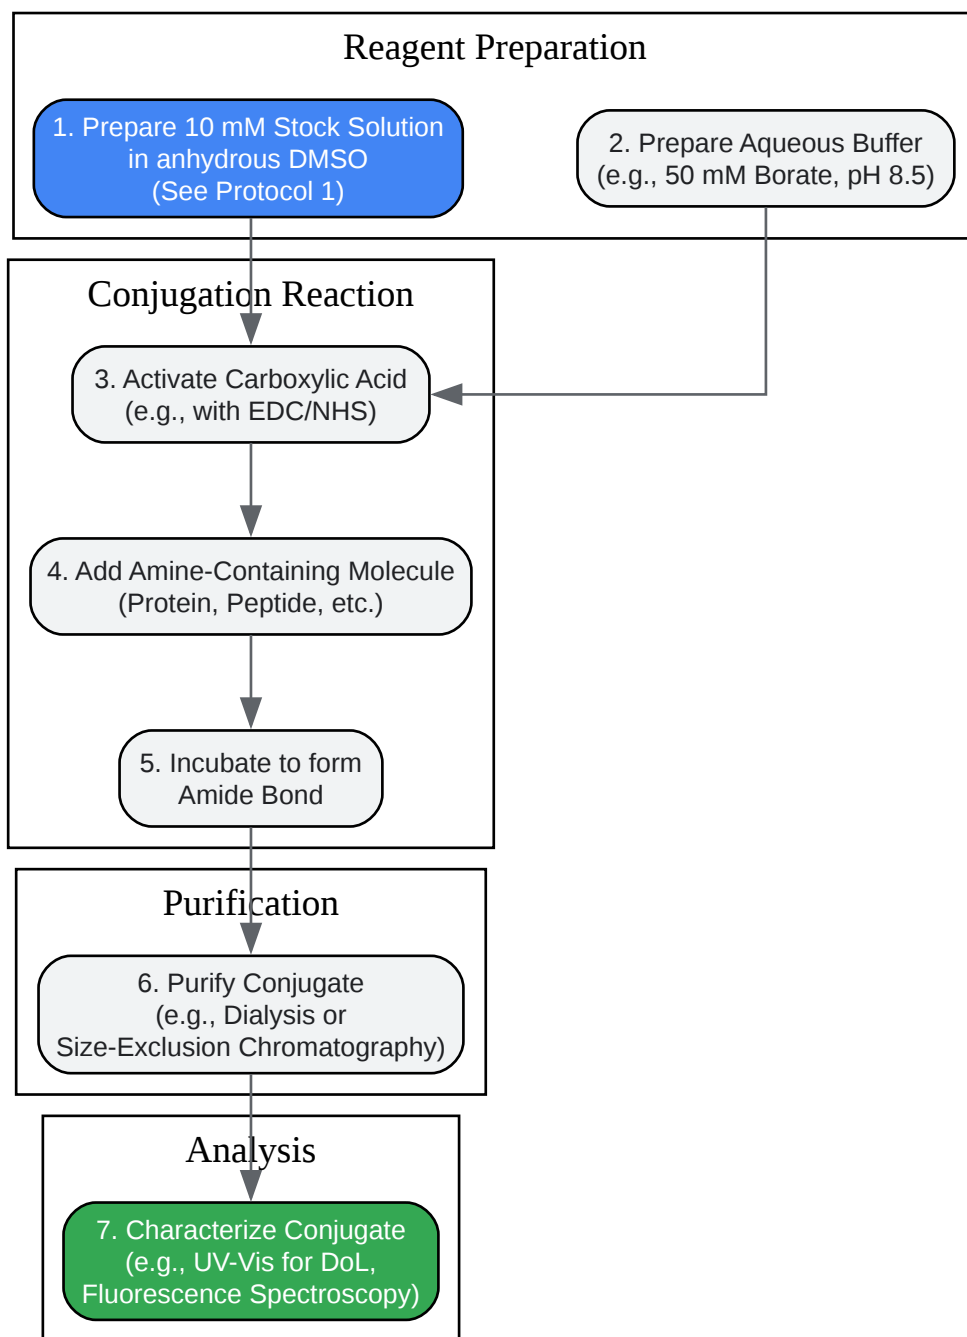 Reagent Preparation
1. Prepare 10 mM Stock Solution
in anhydrous DMSO
(See Protocol 1)
2. Prepare Aqueous Buffer
(e.g., 50 mM Borate, pH 8.5)
Conjugation Reaction
3. Activate Carboxylic Acid
(e.g., with EDC/NHS)
4. Add Amine-Containing Molecule
(Protein, Peptide, etc.)
5. Incubate to form
Amide Bond
Purification
6. Purify Conjugate
(e.g., Dialysis or
Size-Exclusion Chromatography)
Analysis
7. Characterize Conjugate
(e.g., UV-Vis for DoL,
Fluorescence Spectroscopy)